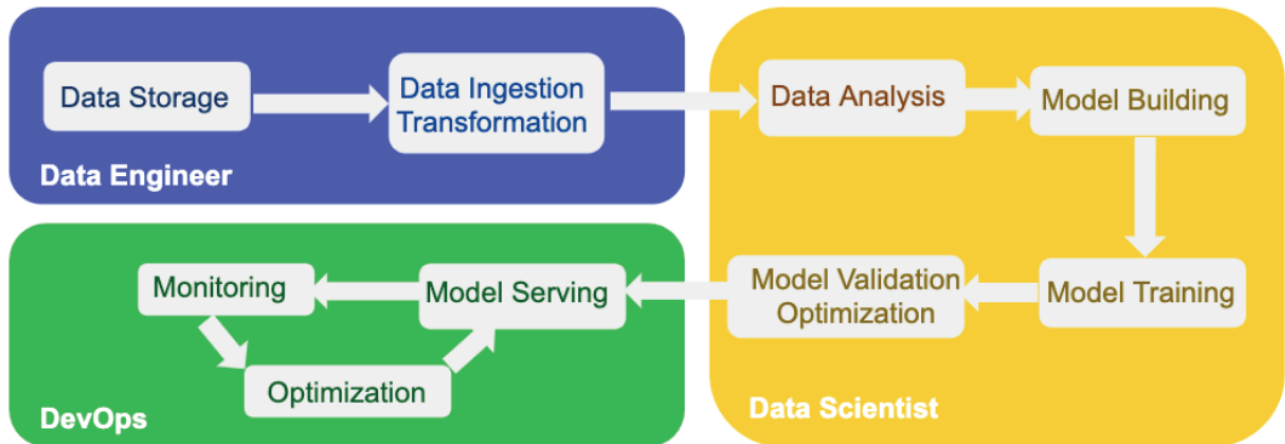 Data Storage
Data Ingestion
Transformation
Data Engineer
Data Analysis
Model Building
Model Training
Model Validation
Optimization
Data Scientist
Model Serving
Monitoring
Optimization
DevOps